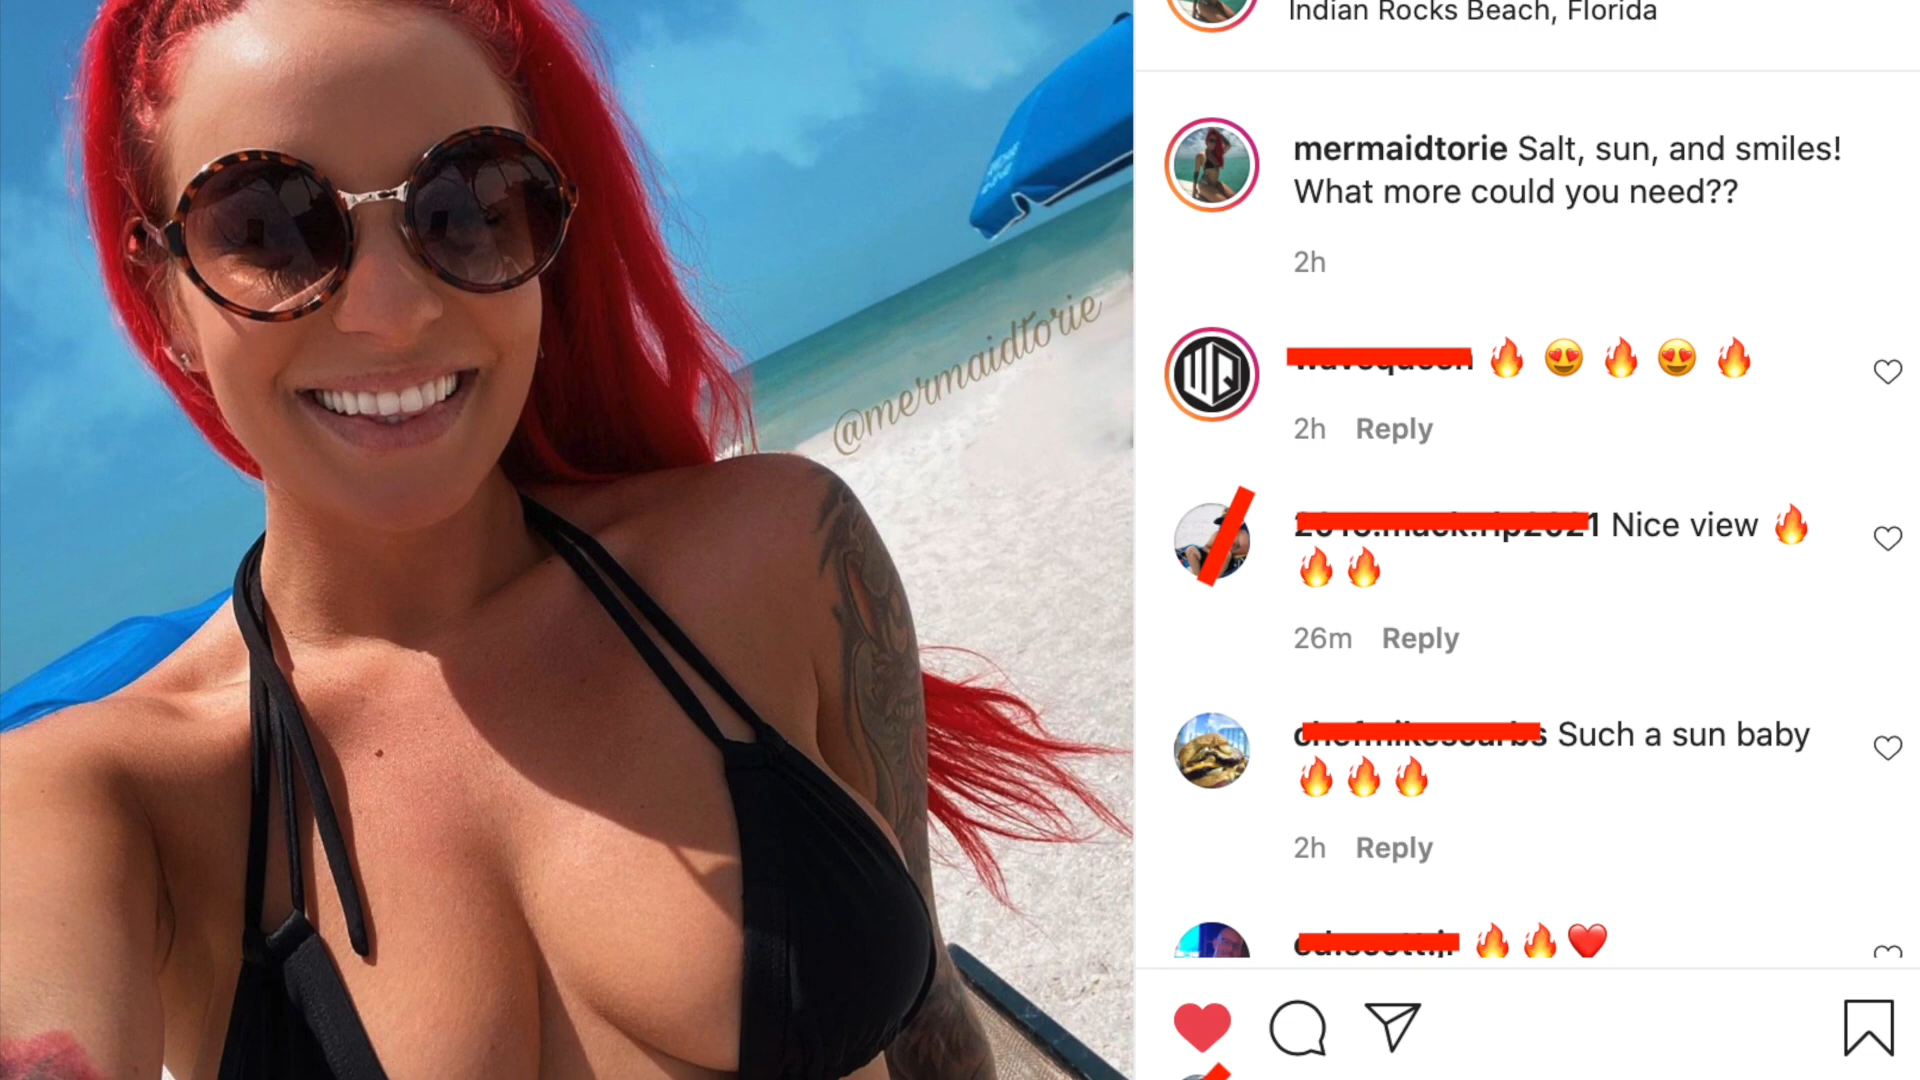 Indian Rocks Beach, Florida
mermaidtorie Salt, sun, and smiles!
What more could you need??
2h
@mermaidtorie
2h Reply
Nice view
26m Reply
Such a sun baby
2h Reply